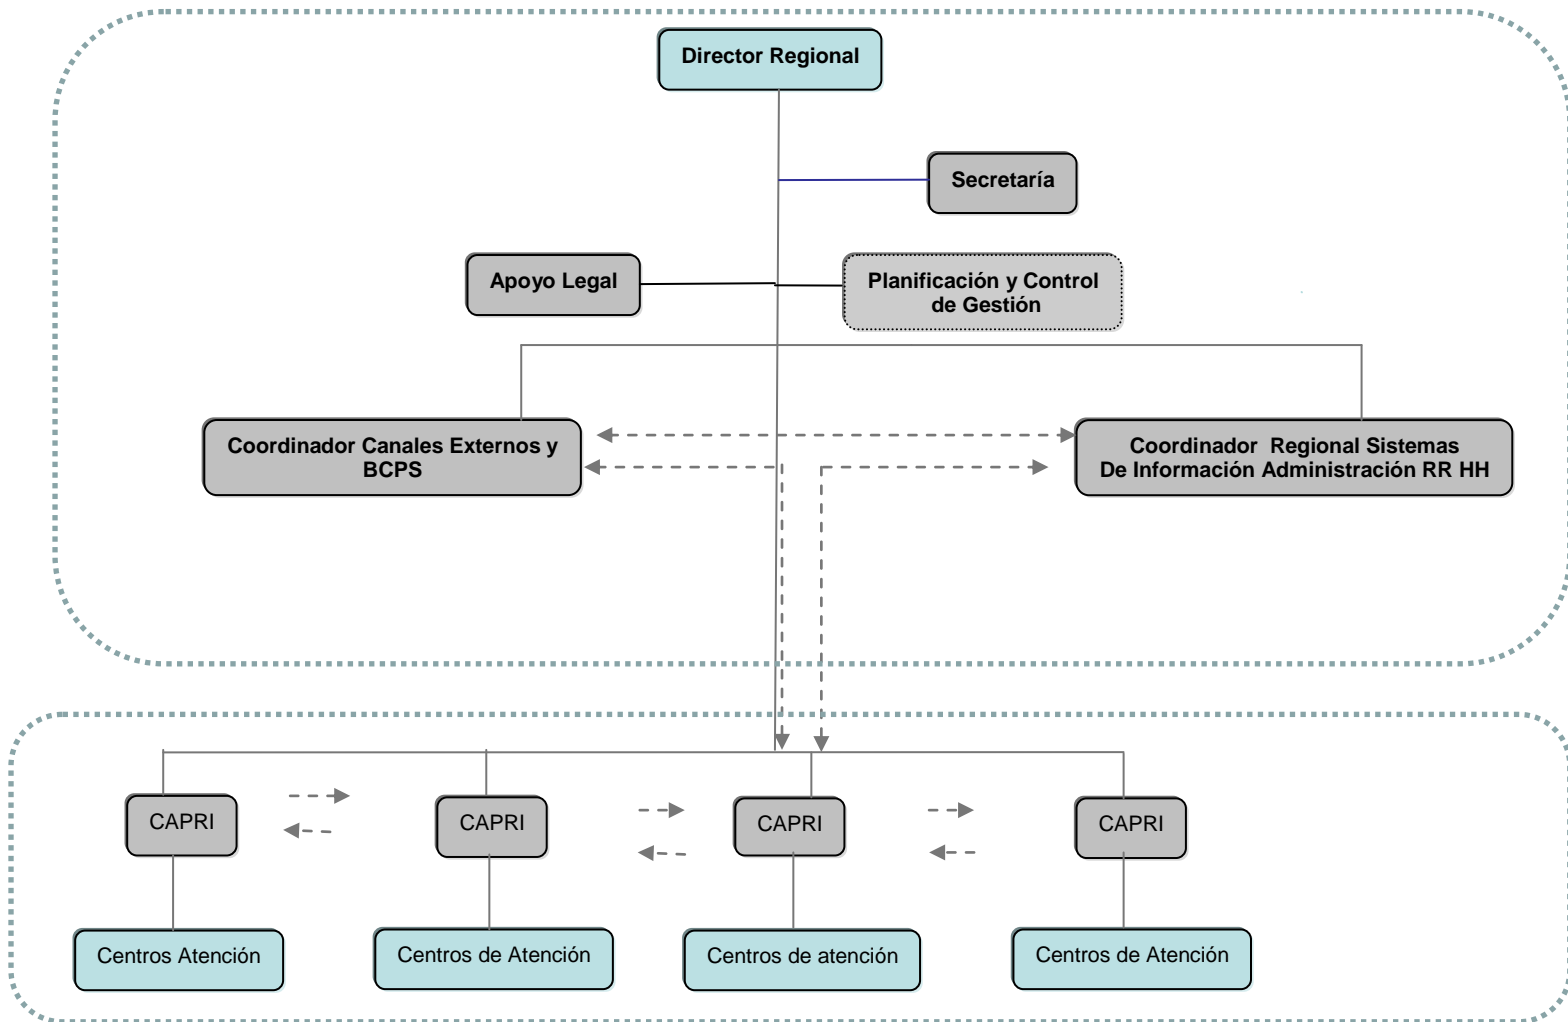 Director Regional
Secretaría
Apoyo Legal
Planificación y Control
de Gestión
Coordinador Canales Externos y
BCPS
Coordinador Regional Sistemas
De Información Administración RR HH
CAPRI
CAPRI
CAPRI
CAPRI
Centros Atención
Centros de Atención
Centros de atención
Centros de Atención